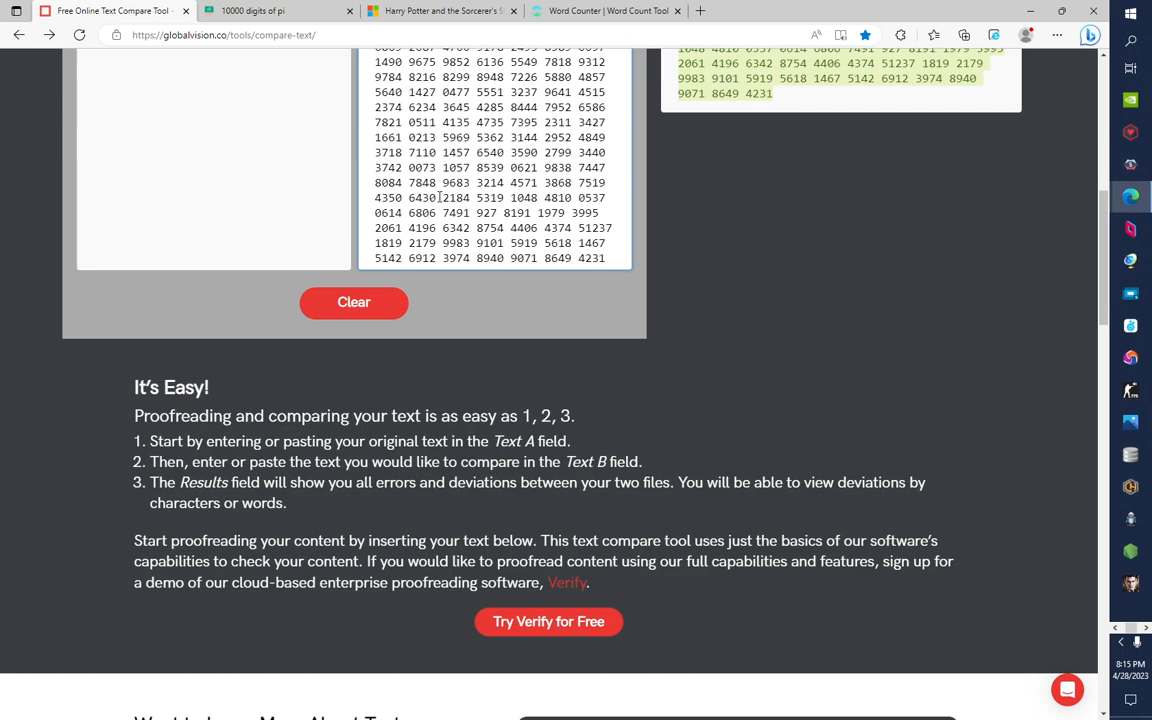 Free Online Text Compare Tool -
10000 digits of pi
Harry Potter and the Sorcerer's S
Word Counter | Word Count Tool
https://globalvision.co/tools/compare-text/
1490 9675 9852 6136 5549 7818 9312
9784 8216 8299 8948 7226 5880 4857
5640 1427 0477 5551 3237 9641 4515
2374 6234 3645 4285 8444 7952 6586
7821 0511 4135 4735 7395 2311 3427
1661 0213 5969 5362 3144 2952 4849
3718 7110 1457 6540 3590 2799 3440
3742 0073 1057 8539 0621 9838 7447
8084 7848 9683 3214 4571 3868 7519
4350 6430 2184 5319 1048 4810 0537
0614 6806 7491 927 8191 1979 3995
2061 4196 6342 8754 4406 4374 51237
1819 2179 9983 9101 5919 5618 1467
5142 6912 3974 8940 9071 8649 4231
1048 4810 0537 0614 6806 7491 927 8191 1979 3995
2061 4196 6342 8754 4406 4374 51237 1819 2179
9983 9101 5919 5618 1467 5142 6912 3974 8940
9071 8649 4231
Clear
It's Easy!
Proofreading and comparing your text is as easy as 1, 2, 3.
1. Start by entering or pasting your original text in the Text A field.
2. Then, enter or paste the text you would like to compare in the Text B field.
3. The Results field will show you all errors and deviations between your two files. You will be able to view deviations by
characters or words.
Start proofreading your content by inserting your text below. This text compare tool uses just the basics of our software's
capabilities to check your content. If you would like to proofread content using our full capabilities and features, sign up for
a demo of our cloud-based enterprise proofreading software, Verify.
Try Verify for Free
8:15 PM
4/28/2023